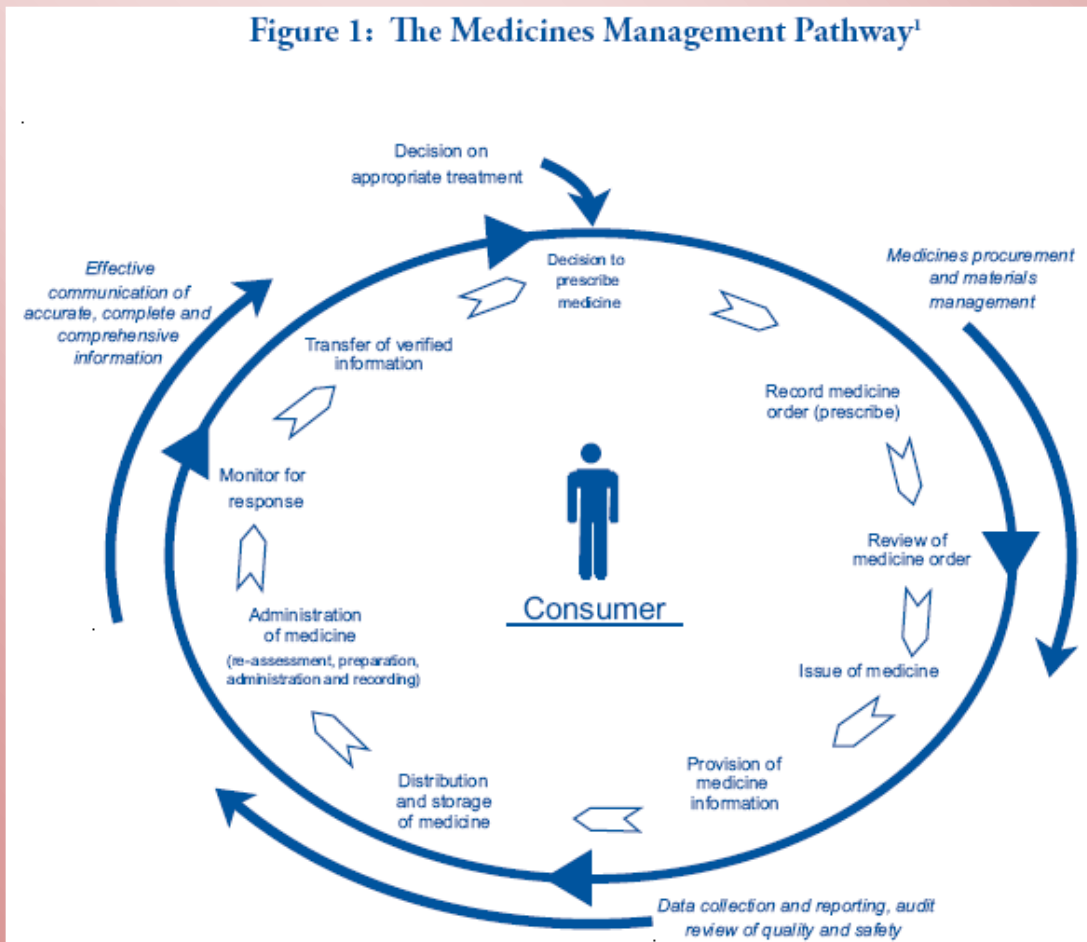 Figure 1: The Medicines Management Pathway¹
Decision on
appropriate treatment
Effective
communication of
accurate, complete and
comprehensive
information
Medicines procurement
and materials
management
Decision to
prescribe
medicine
Transfer of verified
information
Record medicine
order (prescribe)
Monitor for
response
Review of
medicine order
Consumer
Administration
of medicine
(re-assessment, preparation,
administration and recording)
Issue of medicine
Provision of
medicine
information
Distribution
and storage
of medicine
Data collection and reporting, audit
review of quality and safety